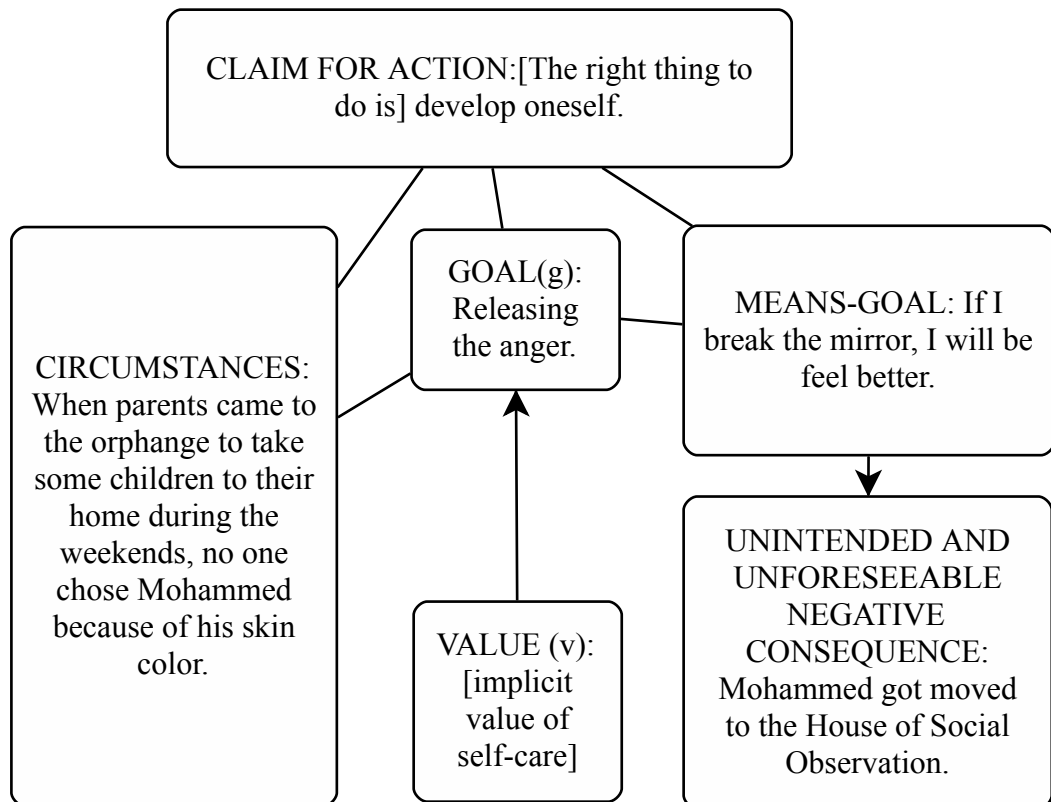 CLAIM FOR ACTION:[The right thing to
do is] develop oneself.
CIRCUMSTANCES:
When parents came to
the orphange to take
some children to their
home during the
weekends, no one
chose Mohammed
because of his skin
color.
GOAL(g):
Releasing
the anger.
MEANS-GOAL: If I
break the mirror, I will be
feel better.
VALUE (v):
[implicit
value of
self-care]
UNINTENDED AND
UNFORESEEABLE
NEGATIVE
CONSEQUENCE:
Mohammed got moved
to the House of Social
Observation.